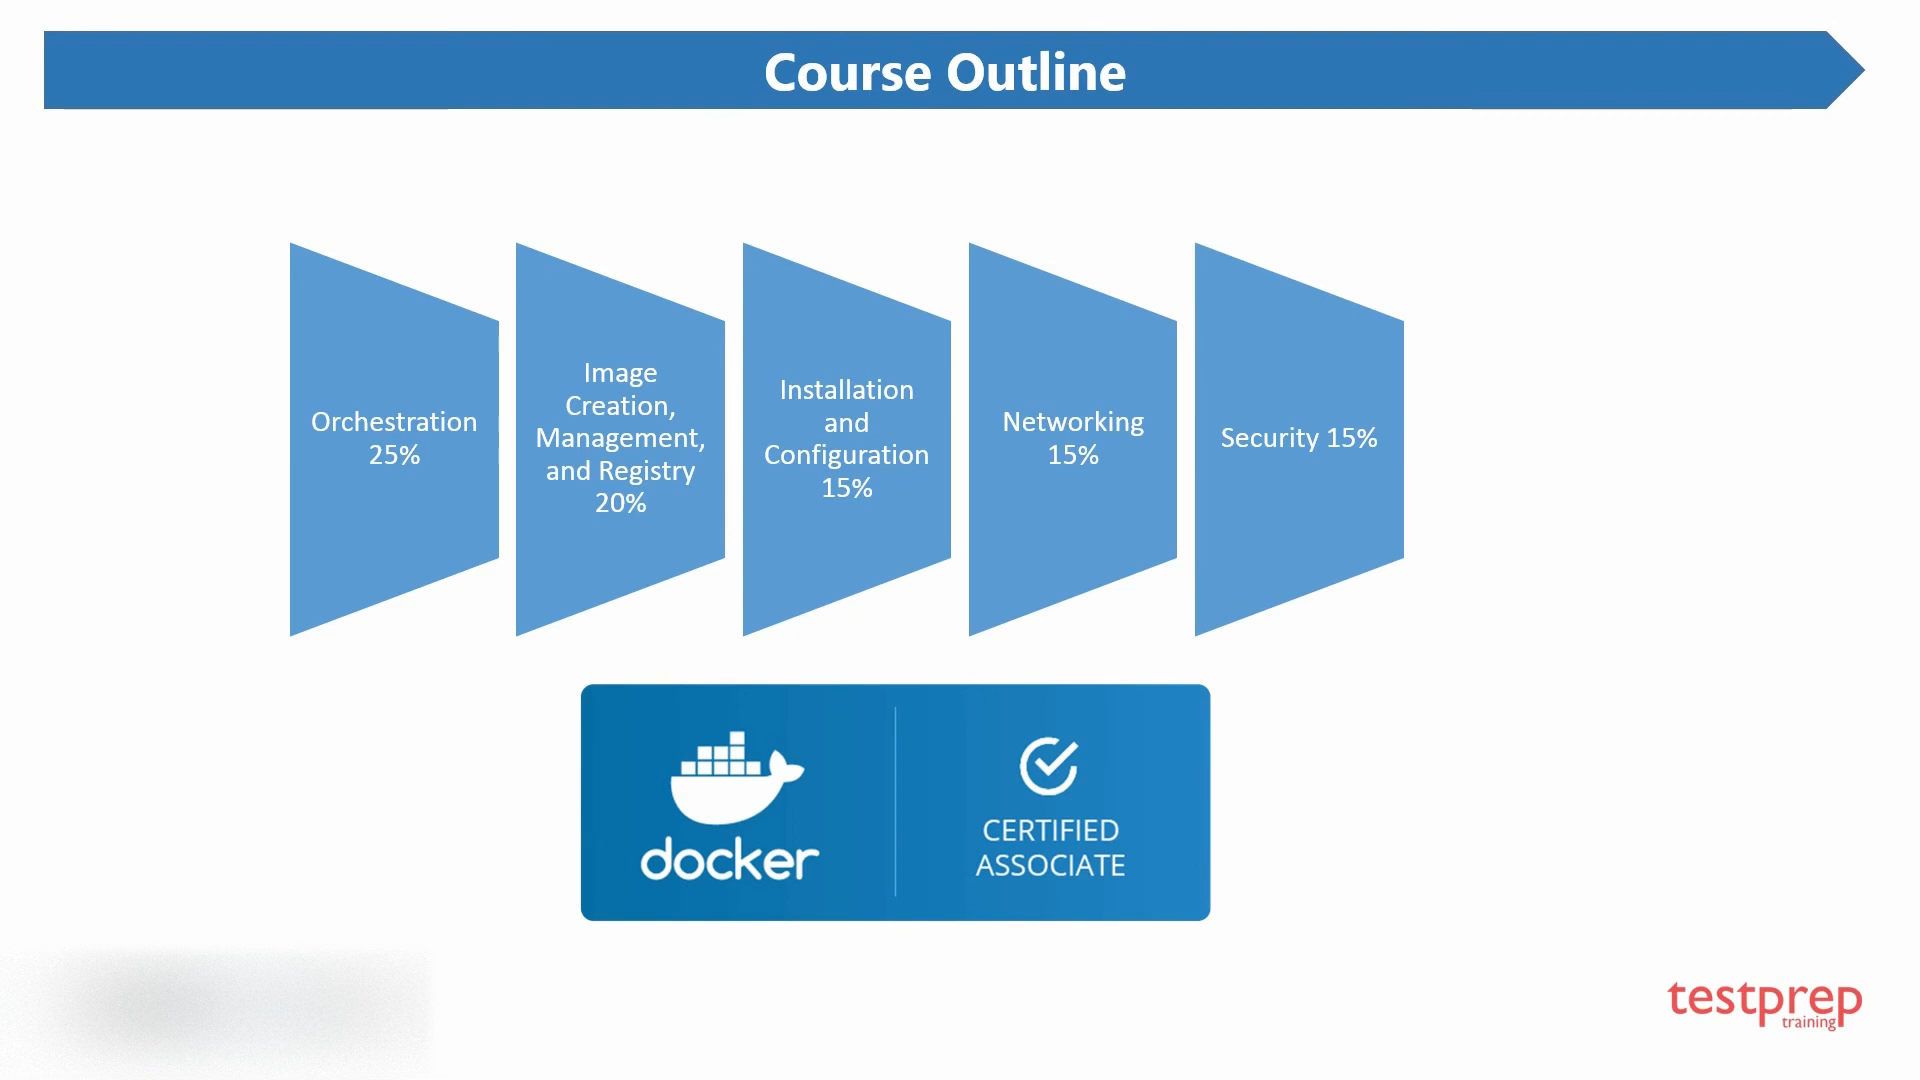 Course Outline
Orchestration
25%
Image
Creation,
Management,
and Registry
20%
Installation
and
Configuration
15%
Networking
15%
Security 15%
docker
CERTIFIED
ASSOCIATE
testprep
training